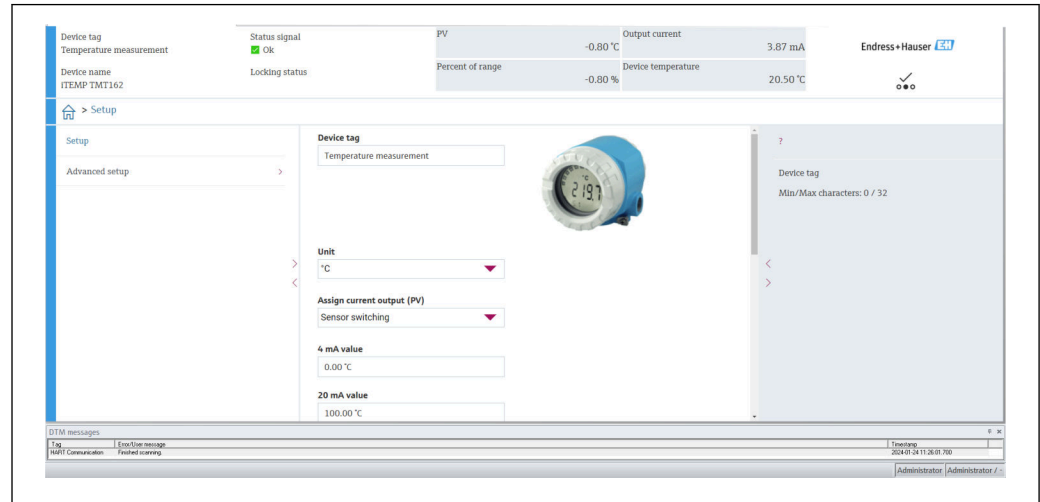 Device tag
Temperature measurement
Status signal
Ok
PV
-0.80 °C
Output current
3.87 mA
Endress+Hauser EH
Device name
iTEMP TMT162
Locking status
Percent of range
-0.80 %
Device temperature
20.50 °C
> Setup
Setup
Advanced setup >
Device tag
Temperature measurement
°C
219.7
Unit
°C
Assign current output (PV)
Sensor switching
4 mA value
0.00 °C
20 mA value
100.00 °C
?
Device tag
Min/Max characters: 0 / 32
DTM messages
Tag Error/User message Timestamp
HART Communication Finished scanning. 2024-01-24 11:26:01.700
Administrator Administrator / -